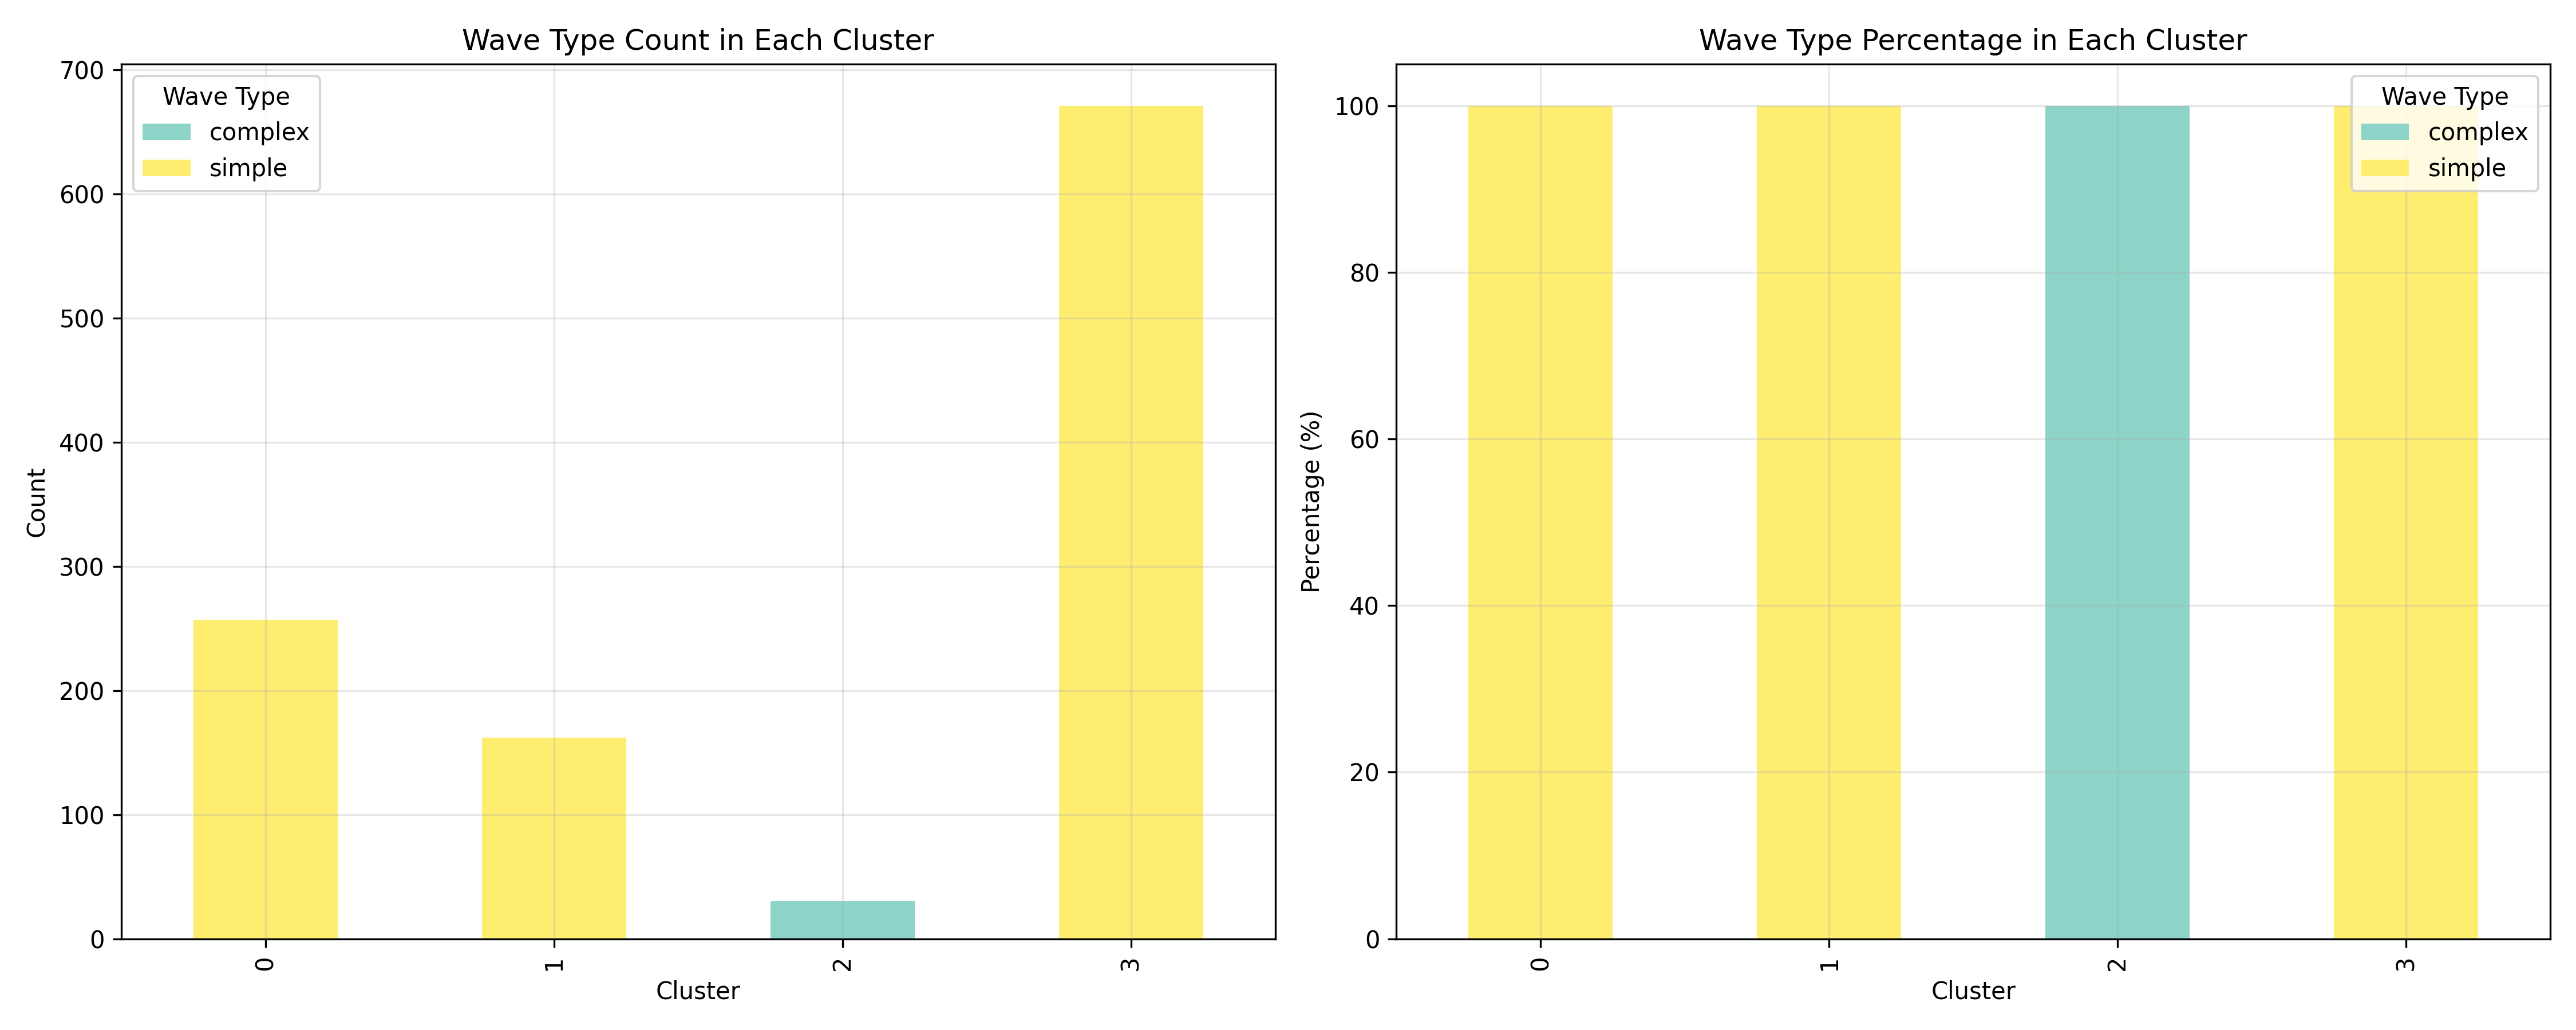 Wave Type Count in Each Cluster
700
600
500
400
300
200
100
0
Count
Wave Type
complex
simple
0
1
2
3
Cluster
Wave Type Percentage in Each Cluster
100
80
60
40
20
0
Percentage (%)
Wave Type
complex
simple
0
1
2
3
Cluster